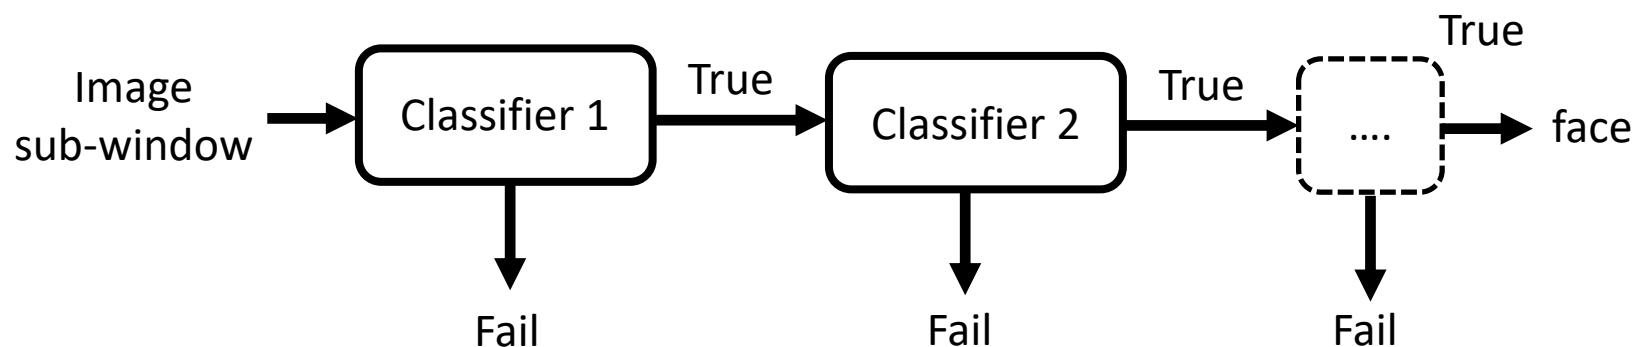 Image
sub-window
Classifier 1
True
Classifier 2
True
....
True
face
Fail
Fail
Fail